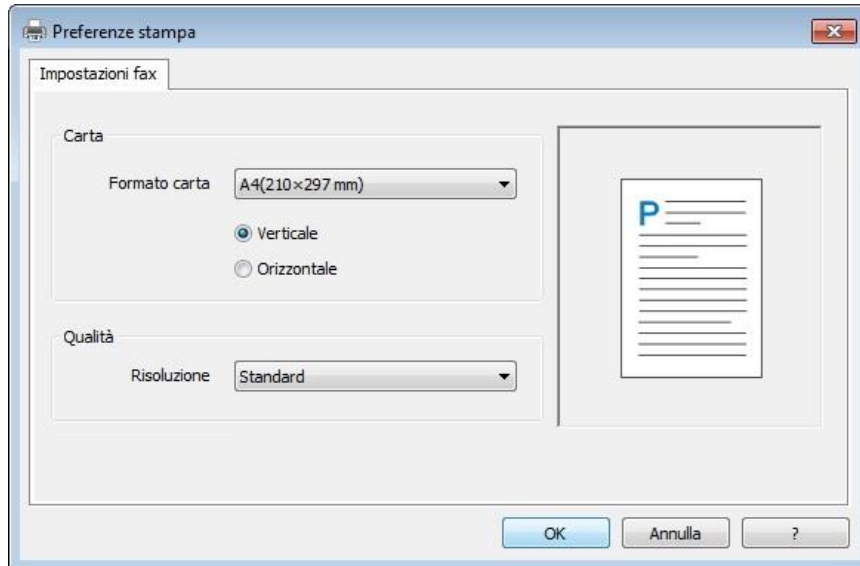 Preferenze stampa
Impostazioni fax
Carta
Formato carta A4(210×297 mm)
Verticale
Orizzontale
P
Qualità
Risoluzione Standard
OK Annulla ?